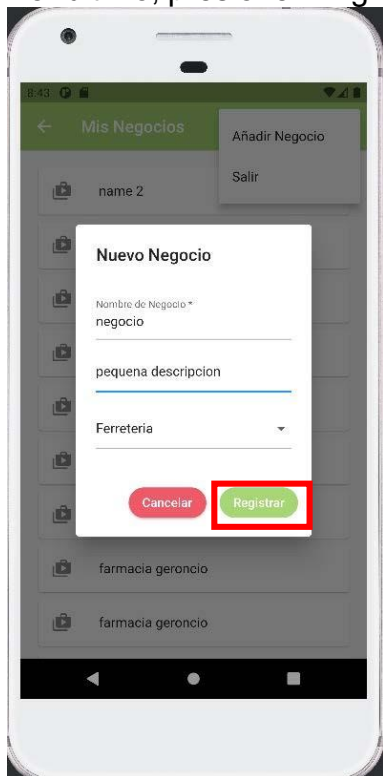 8:43
Mis Negocios
Añadir Negocio
Salir
name 2
Nuevo Negocio
Nombre de Negocio *
negocio
pequena descripcion
Ferreteria
Cancelar
Registrar
farmacia geroncio
farmacia geroncio